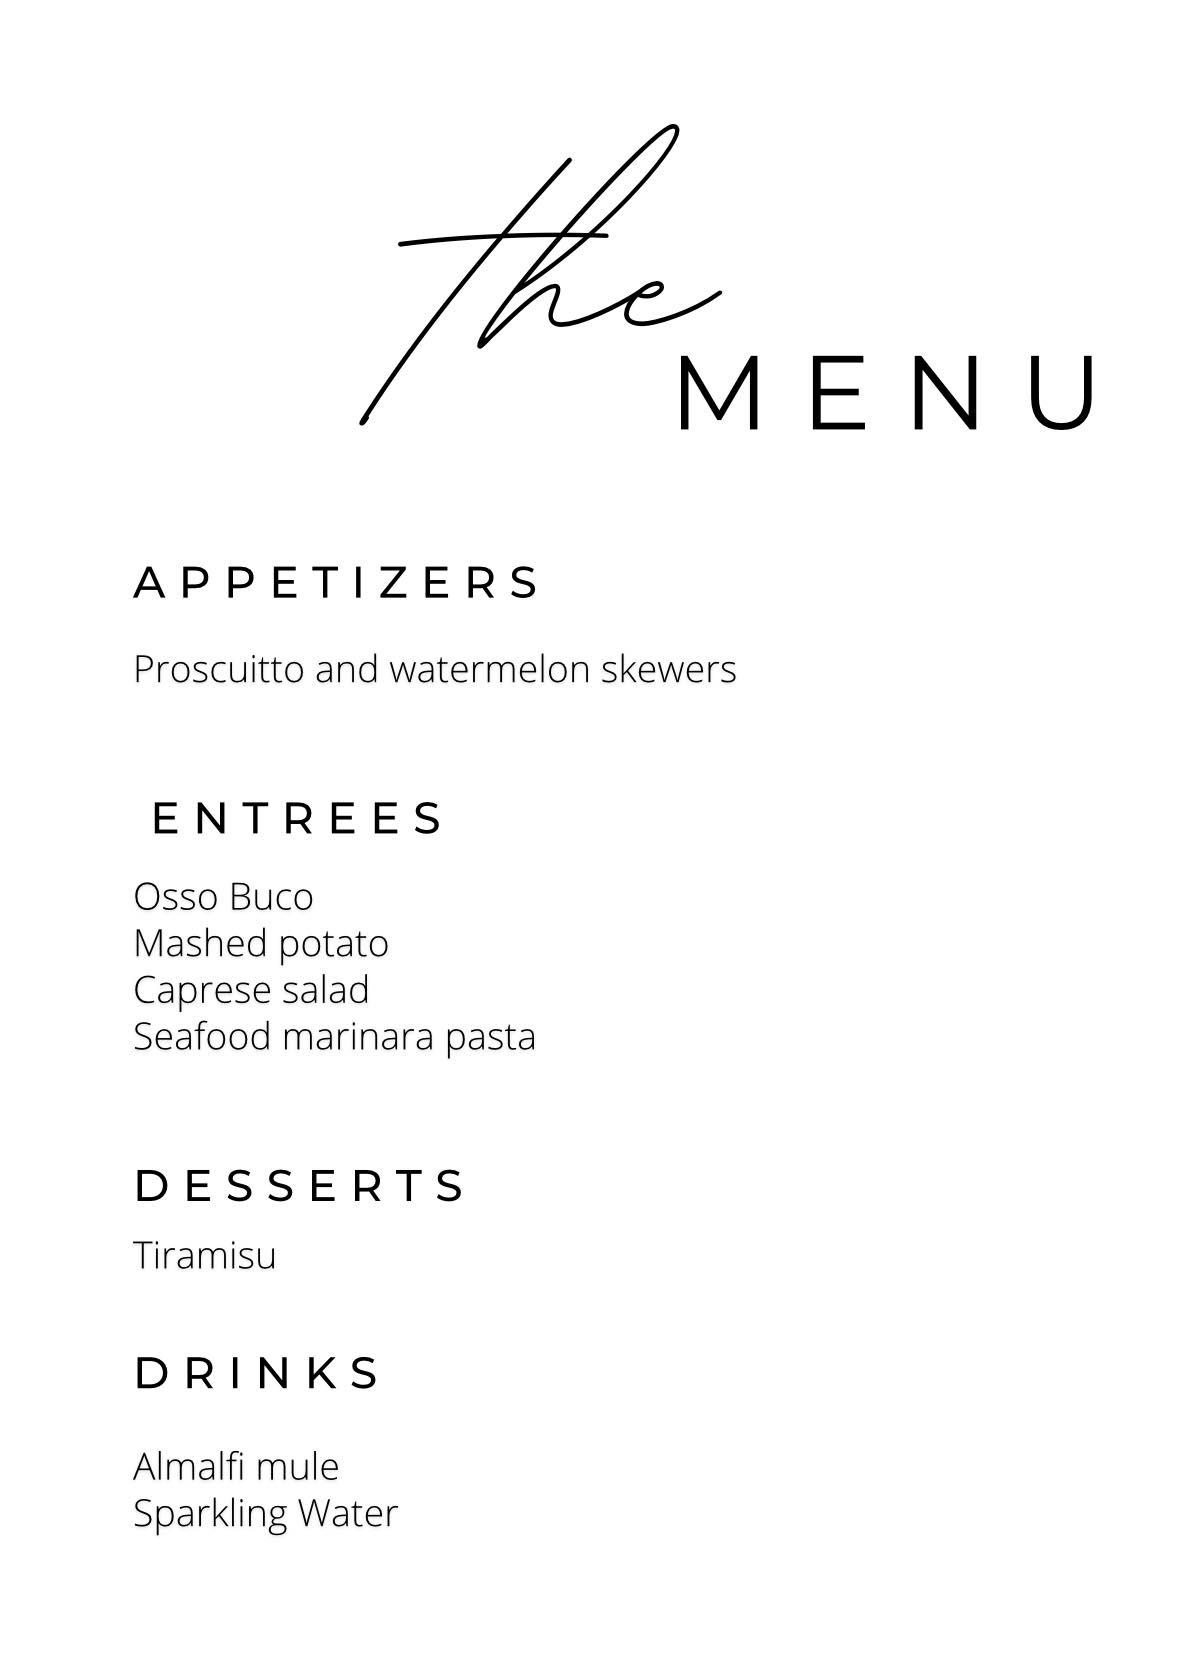 the
MENU
APPETIZERS
Proscuitto and watermelon skewers
ENTREES
Osso Buco
Mashed potato
Caprese salad
Seafood marinara pasta
DESSERTS
Tiramisu
DRINKS
Almalfi mule
Sparkling Water